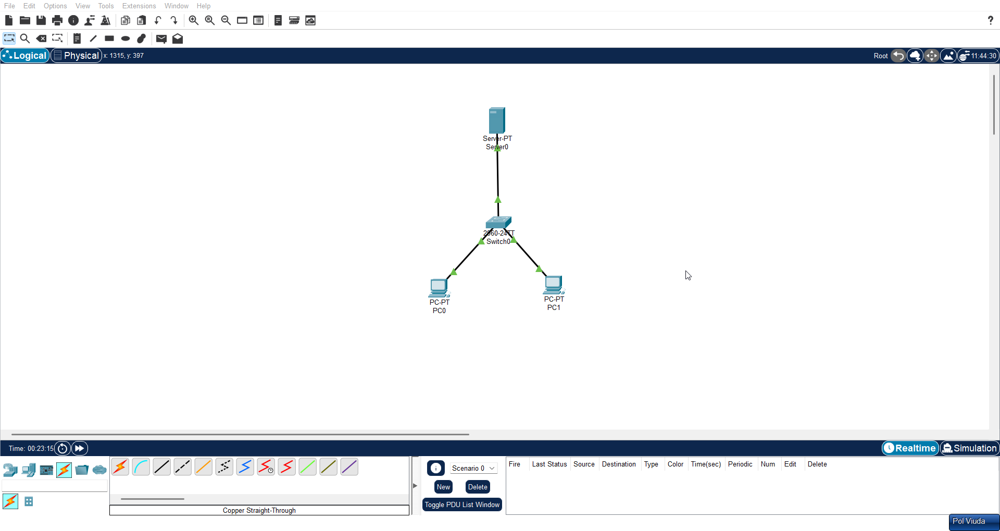 File Edit Options View Tools Extensions Window Help
?
Logical Physical x: 1315, y: 397 Root 11:44:30
Server-PT
Server0
2960-24TT
Switch0
PC-PT
PC0
PC-PT
PC1
Time: 00:23:15 Realtime Simulation
Scenario 0
New Delete
Toggle PDU List Window
Fire Last Status Source Destination Type Color Time(sec) Periodic Num Edit Delete
Copper Straight-Through
Pol Viuda